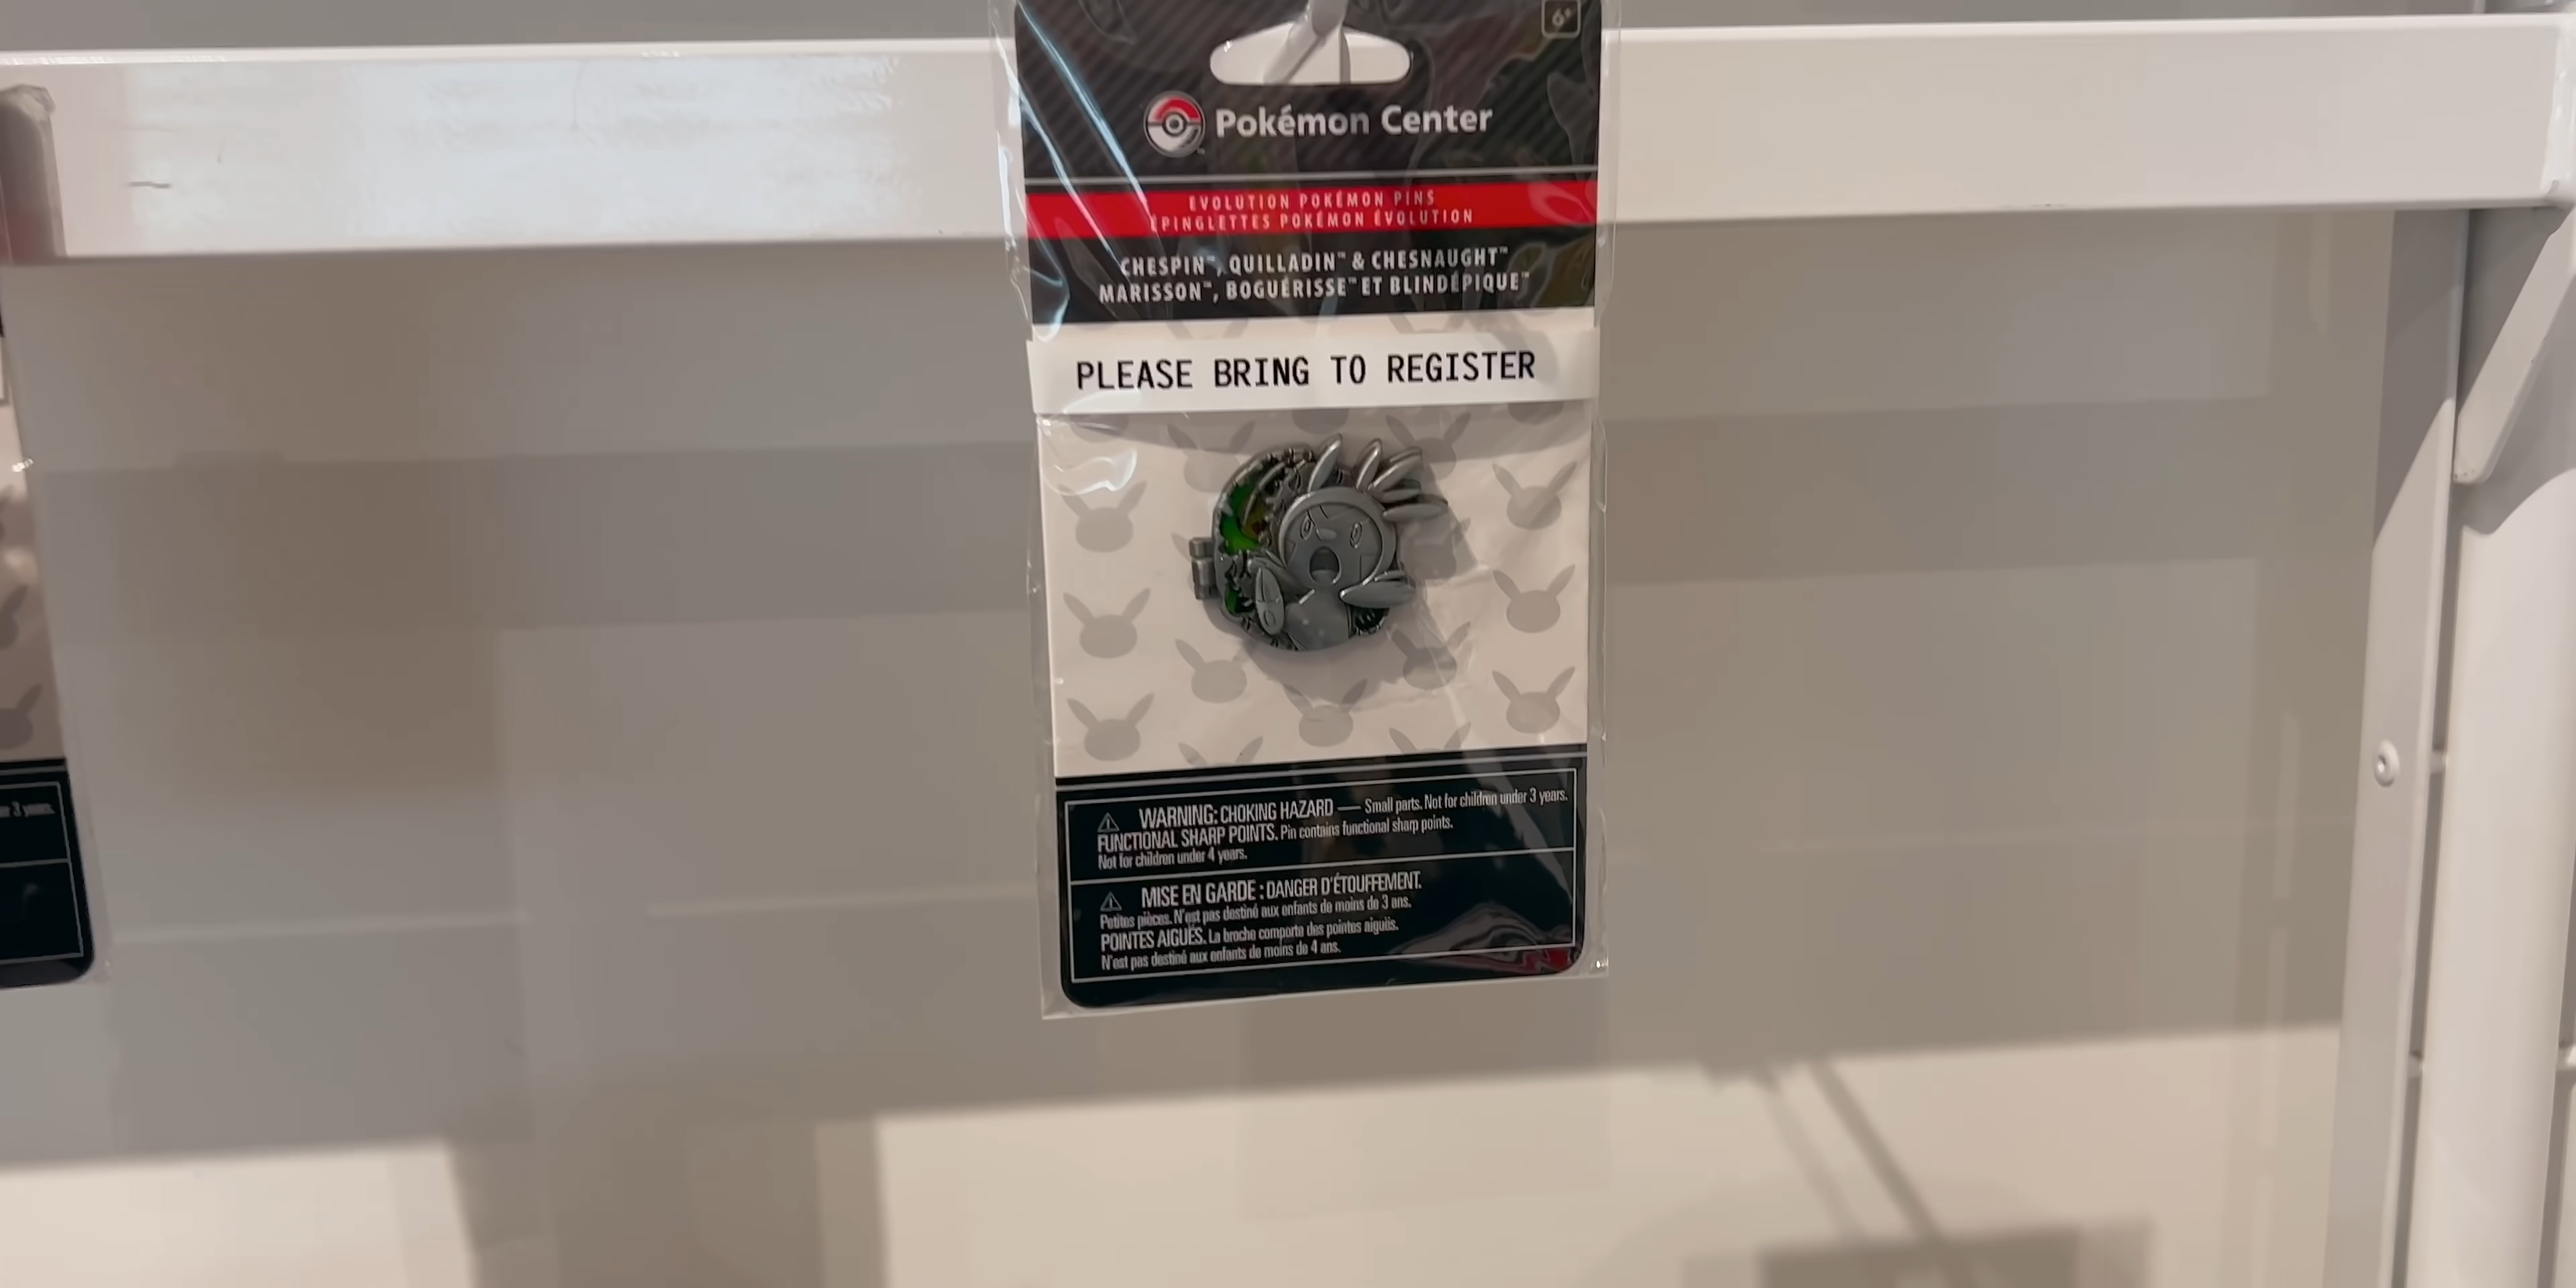 6+
Pokémon Center
EVOLUTION POKÉMON PINS
ÉPINGLETTES POKÉMON ÉVOLUTION
CHESPIN™, QUILLADIN™ & CHESNAUGHT™
MARISSON™, BOGUÉRISSE™ ET BLINDÉPIQUE™
PLEASE BRING TO REGISTER
WARNING: CHOKING HAZARD — Small parts. Not for children under 3 years.
FUNCTIONAL SHARP POINTS. Pin contains functional sharp points.
Not for children under 4 years.
MISE EN GARDE : DANGER D'ÉTOUFFEMENT.
Petites pièces. N'est pas destiné aux enfants de moins de 3 ans.
POINTES AIGUËS. La broche comporte des pointes aiguës.
N'est pas destiné aux enfants de moins de 4 ans.
3 years.